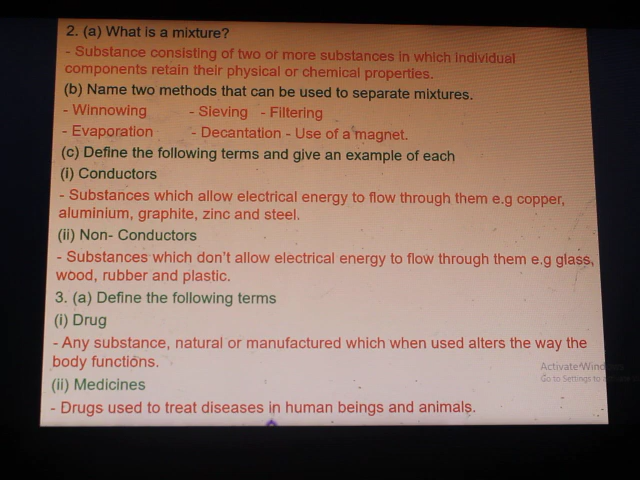 2. (a) What is a mixture?
- Substance consisting of two or more substances in which individual
components retain their physical or chemical properties.
(b) Name two methods that can be used to separate mixtures.
- Winnowing - Sieving - Filtering
- Evaporation - Decantation - Use of a magnet.
(c) Define the following terms and give an example of each
(i) Conductors
- Substances which allow electrical energy to flow through them e.g copper,
aluminium, graphite, zinc and steel.
(ii) Non- Conductors
- Substances which don't allow electrical energy to flow through them e.g glass,
wood, rubber and plastic.
3. (a) Define the following terms
(i) Drug
- Any substance, natural or manufactured which when used alters the way the
body functions.
Activate Wind
Go to Settings to
(ii) Medicines
- Drugs used to treat diseases in human beings and animals.